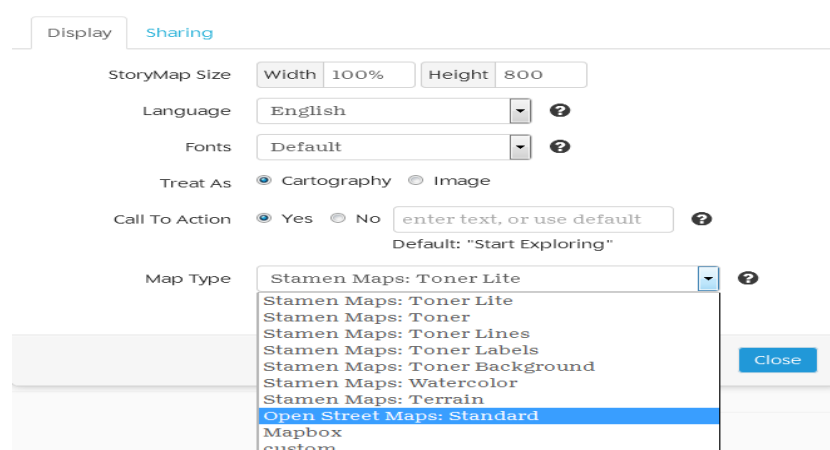 Display Sharing
StoryMap Size Width 100% Height 800
Language English
Fonts Default
Treat As Cartography Image
Call To Action Yes No enter text, or use default
Default: "Start Exploring"
Map Type Stamen Maps: Toner Lite
Stamen Maps: Toner Lite
Stamen Maps: Toner
Stamen Maps: Toner Lines
Stamen Maps: Toner Labels
Stamen Maps: Toner Background
Close
Stamen Maps: Watercolor
Stamen Maps: Terrain
Open Street Maps: Standard
Mapbox
custom